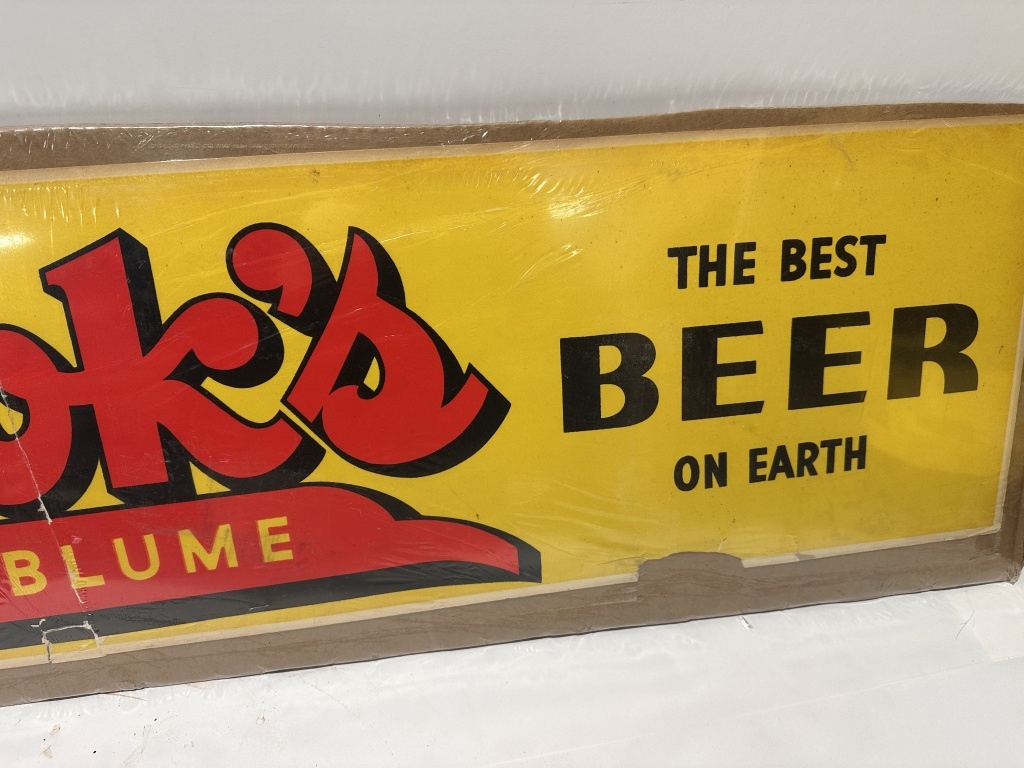 ok's
BLUME
THE BEST
BEER
ON EARTH